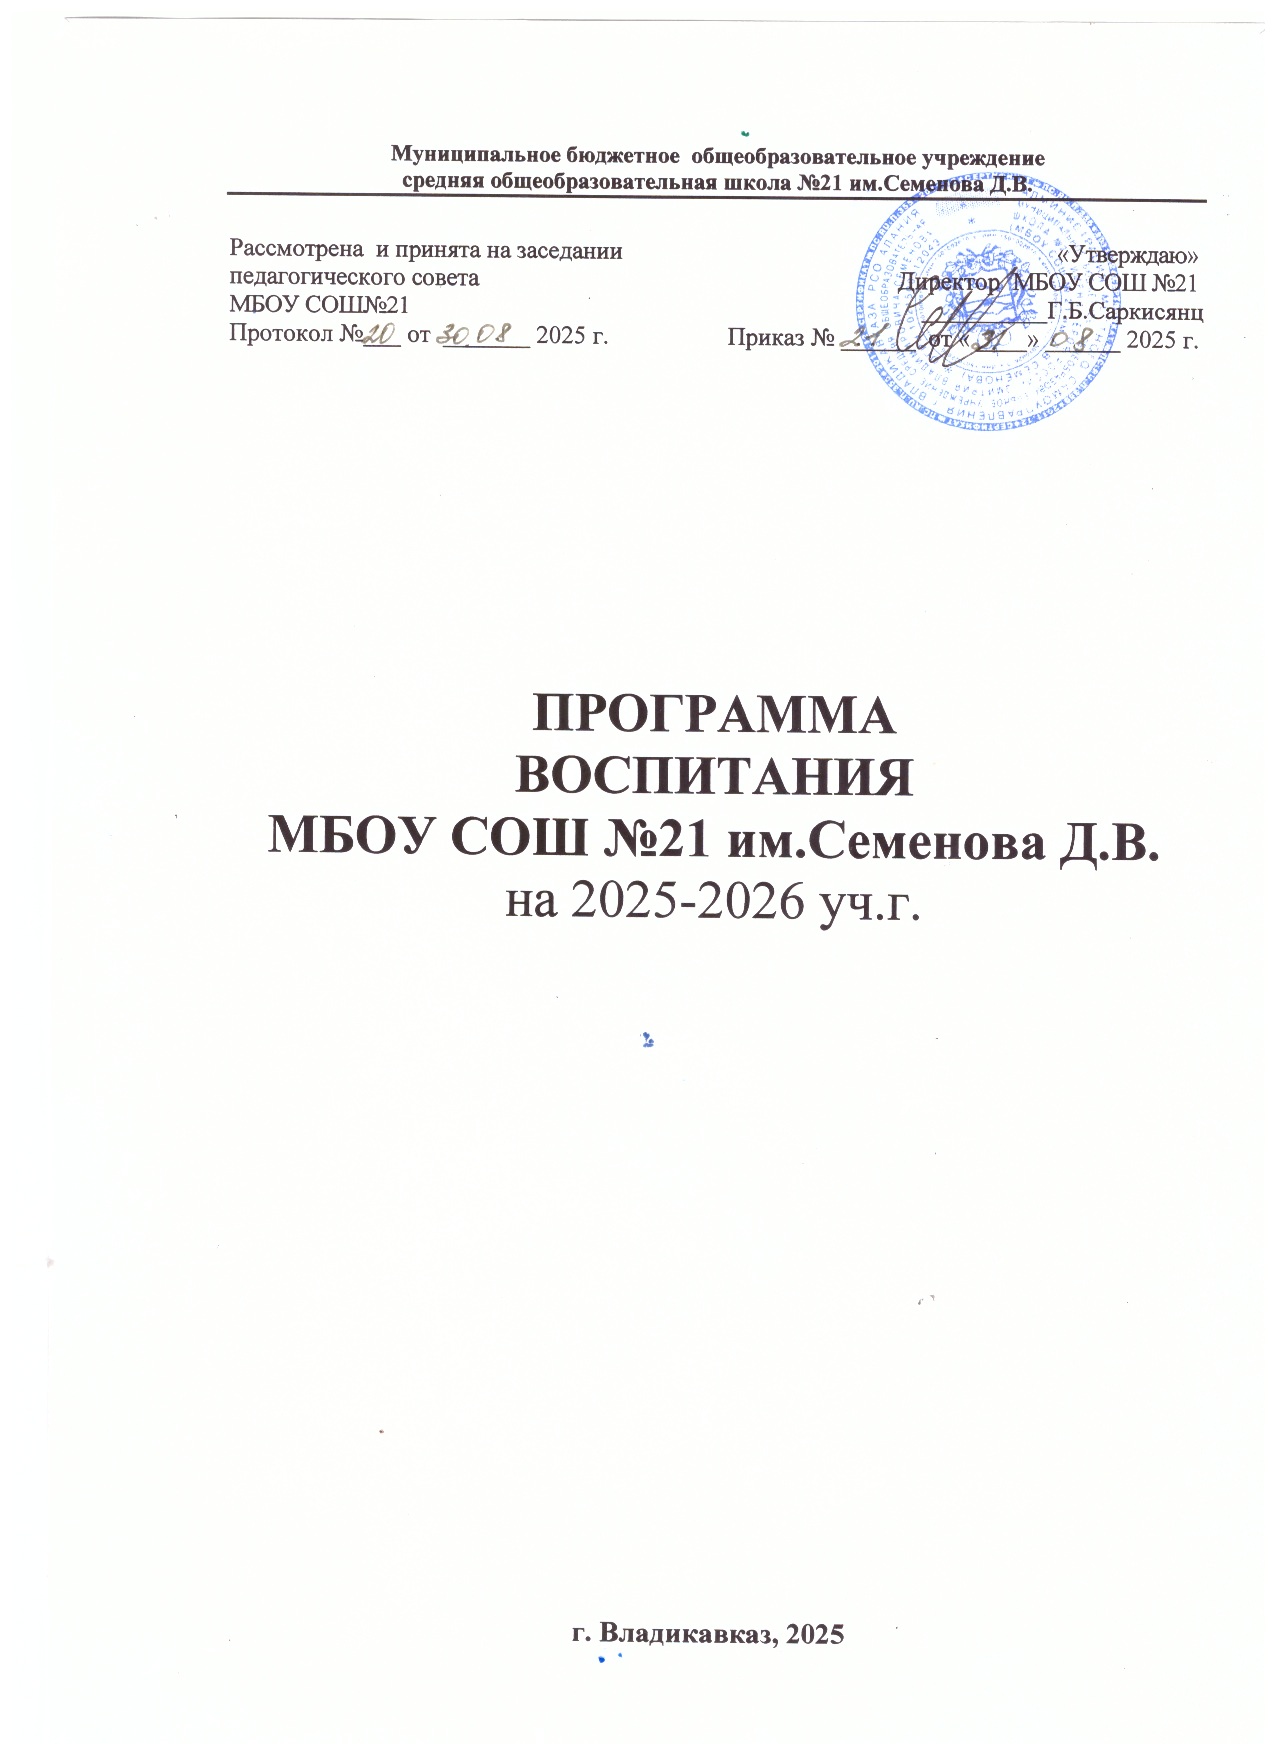 Муниципальное бюджетное общеобразовательное учреждение
средняя общеобразовательная школа №21 им.Семенова Д.В.
Рассмотрена и принята на заседании
педагогического совета
МБОУ СОШ№21
Протокол №20 от 30 08 2025 г.
«Утверждаю»
Директор МБОУ СОШ №21
Г.Б.Саркисянц
Приказ № 21 от « 31 » 08 2025 г.
ПРОГРАММА
ВОСПИТАНИЯ
МБОУ СОШ №21 им.Семенова Д.В.
на 2025-2026 уч.г.
г. Владикавказ, 2025